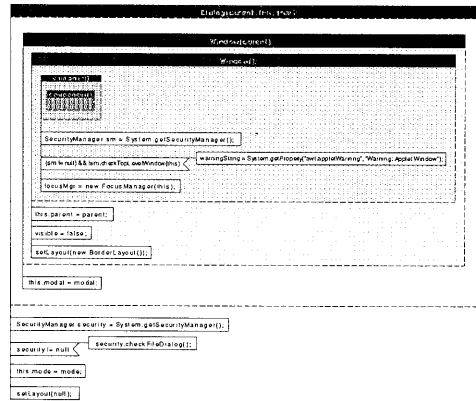 Dialog(parent, title, true);
Window(parent);
Window();
Container()
SecurityManager sm = System.getSecurityManager();
(sm != null) && !sm.checkTopLevelWindow(this)
warningString = System.getProperty("awt.appletWarning", "Warning: Applet Window");
focusMgr = new FocusManager(this);
this.parent = parent;
visible = false;
setLayout(new BorderLayout());
this.modal = modal;
SecurityManager security = System.getSecurityManager();
security != null
security.checkFileDialog();
this.mode = mode;
setLayout(null);